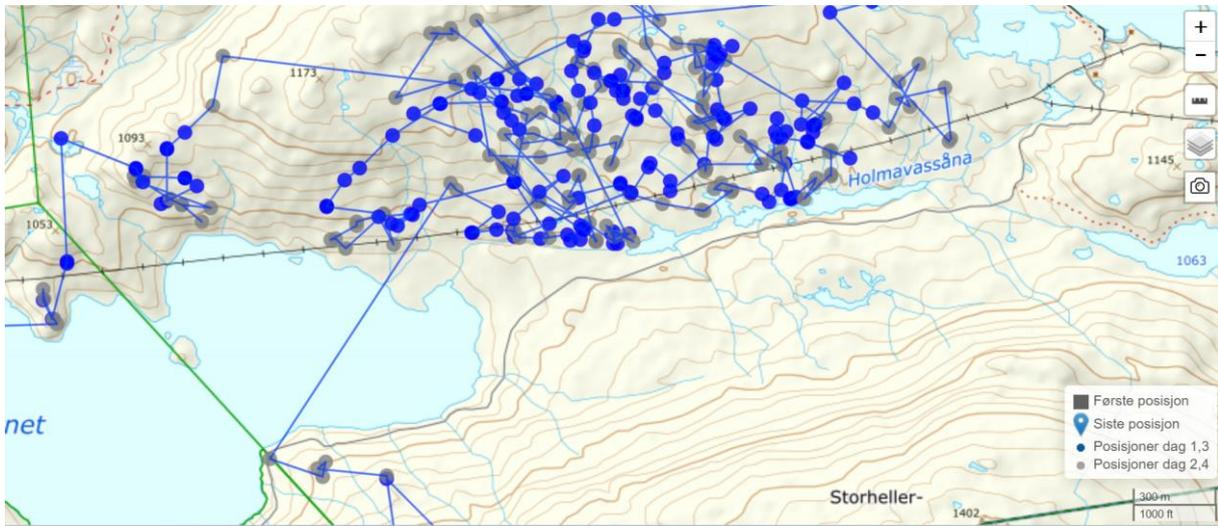 +
−
1173
1093
Holmavassåna
1145
1053
1063
net
Første posisjon
Siste posisjon
Posisjoner dag 1,3
Posisjoner dag 2,4
300 m
1000 ft
Storheller-
1402